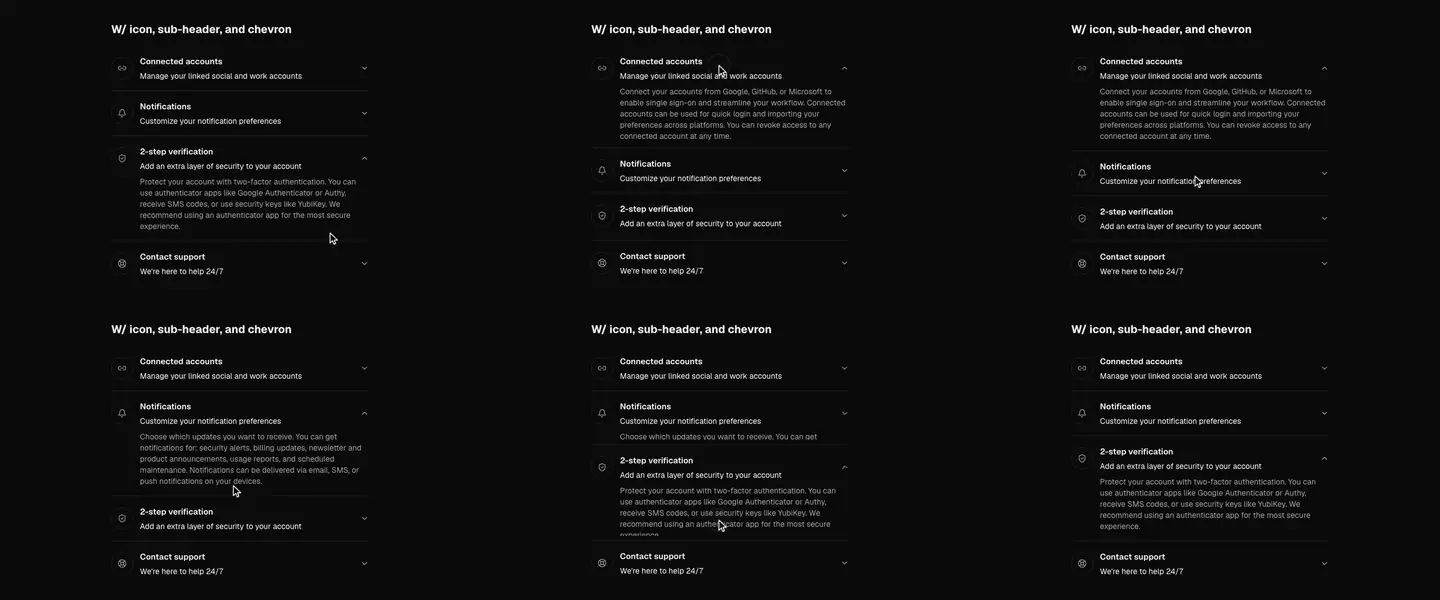 W/ icon, sub-header, and chevron
Connected accounts
Manage your linked social and work accounts
Notifications
Customize your notification preferences
2-step verification
Add an extra layer of security to your account
Protect your account with two-factor authentication. You can
use authenticator apps like Google Authenticator or Authy,
receive SMS codes, or use security keys like YubiKey. We
recommend using an authenticator app for the most secure
experience.
Contact support
We're here to help 24/7
W/ icon, sub-header, and chevron
Connected accounts
Manage your linked social and work accounts
Connect your accounts from Google, GitHub, or Microsoft to
enable single sign-on and streamline your workflow. Connected
accounts can be used for quick login and importing your
preferences across platforms. You can revoke access to any
connected account at any time.
Notifications
Customize your notification preferences
2-step verification
Add an extra layer of security to your account
Contact support
We're here to help 24/7
W/ icon, sub-header, and chevron
Connected accounts
Manage your linked social and work accounts
Connect your accounts from Google, GitHub, or Microsoft to
enable single sign-on and streamline your workflow. Connected
accounts can be used for quick login and importing your
preferences across platforms. You can revoke access to any
connected account at any time.
Notifications
Customize your notification preferences
2-step verification
Add an extra layer of security to your account
Contact support
We're here to help 24/7
W/ icon, sub-header, and chevron
Connected accounts
Manage your linked social and work accounts
Notifications
Customize your notification preferences
Choose which updates you want to receive. You can get
notifications for: security alerts, billing updates, newsletter and
product announcements, usage reports, and scheduled
maintenance. Notifications can be delivered via email, SMS, or
push notifications on your devices.
2-step verification
Add an extra layer of security to your account
Contact support
We're here to help 24/7
W/ icon, sub-header, and chevron
Connected accounts
Manage your linked social and work accounts
Notifications
Customize your notification preferences
Choose which updates you want to receive. You can get
2-step verification
Add an extra layer of security to your account
Protect your account with two-factor authentication. You can
use authenticator apps like Google Authenticator or Authy,
receive SMS codes, or use security keys like YubiKey. We
recommend using an authenticator app for the most secure
experience.
Contact support
We're here to help 24/7
W/ icon, sub-header, and chevron
Connected accounts
Manage your linked social and work accounts
Notifications
Customize your notification preferences
2-step verification
Add an extra layer of security to your account
Protect your account with two-factor authentication. You can
use authenticator apps like Google Authenticator or Authy,
receive SMS codes, or use security keys like YubiKey. We
recommend using an authenticator app for the most secure
experience.
Contact support
We're here to help 24/7